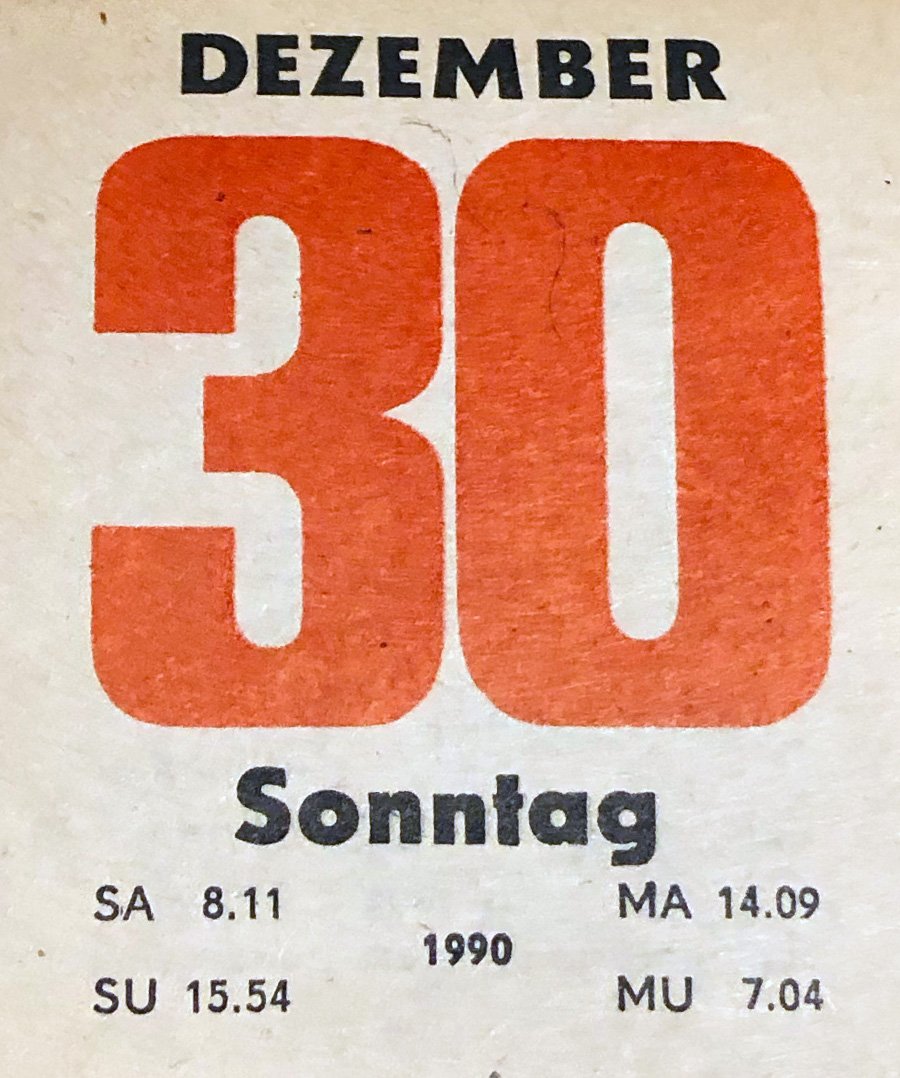 DEZEMBER
30
Sonntag
SA 8.11 MA 14.09
1990
SU 15.54 MU 7.04